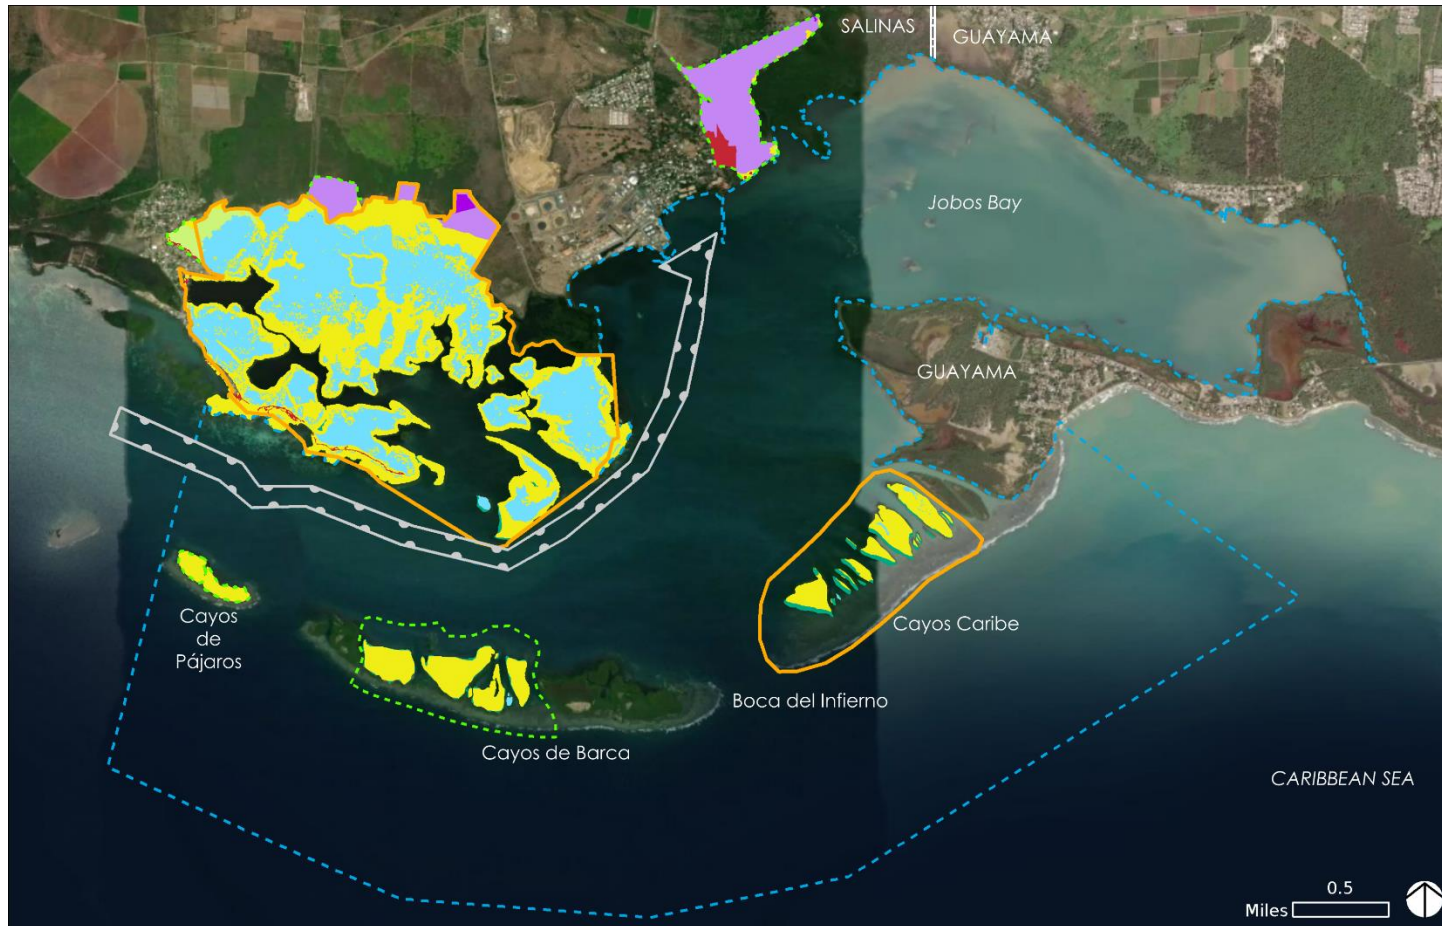 SALINAS
GUAYAMA
Jobos Bay
GUAYAMA
Cayos
de
Pájaros
Cayos Caribe
Boca del Infierno
Cayos de Barca
CARIBBEAN SEA
0.5
Miles